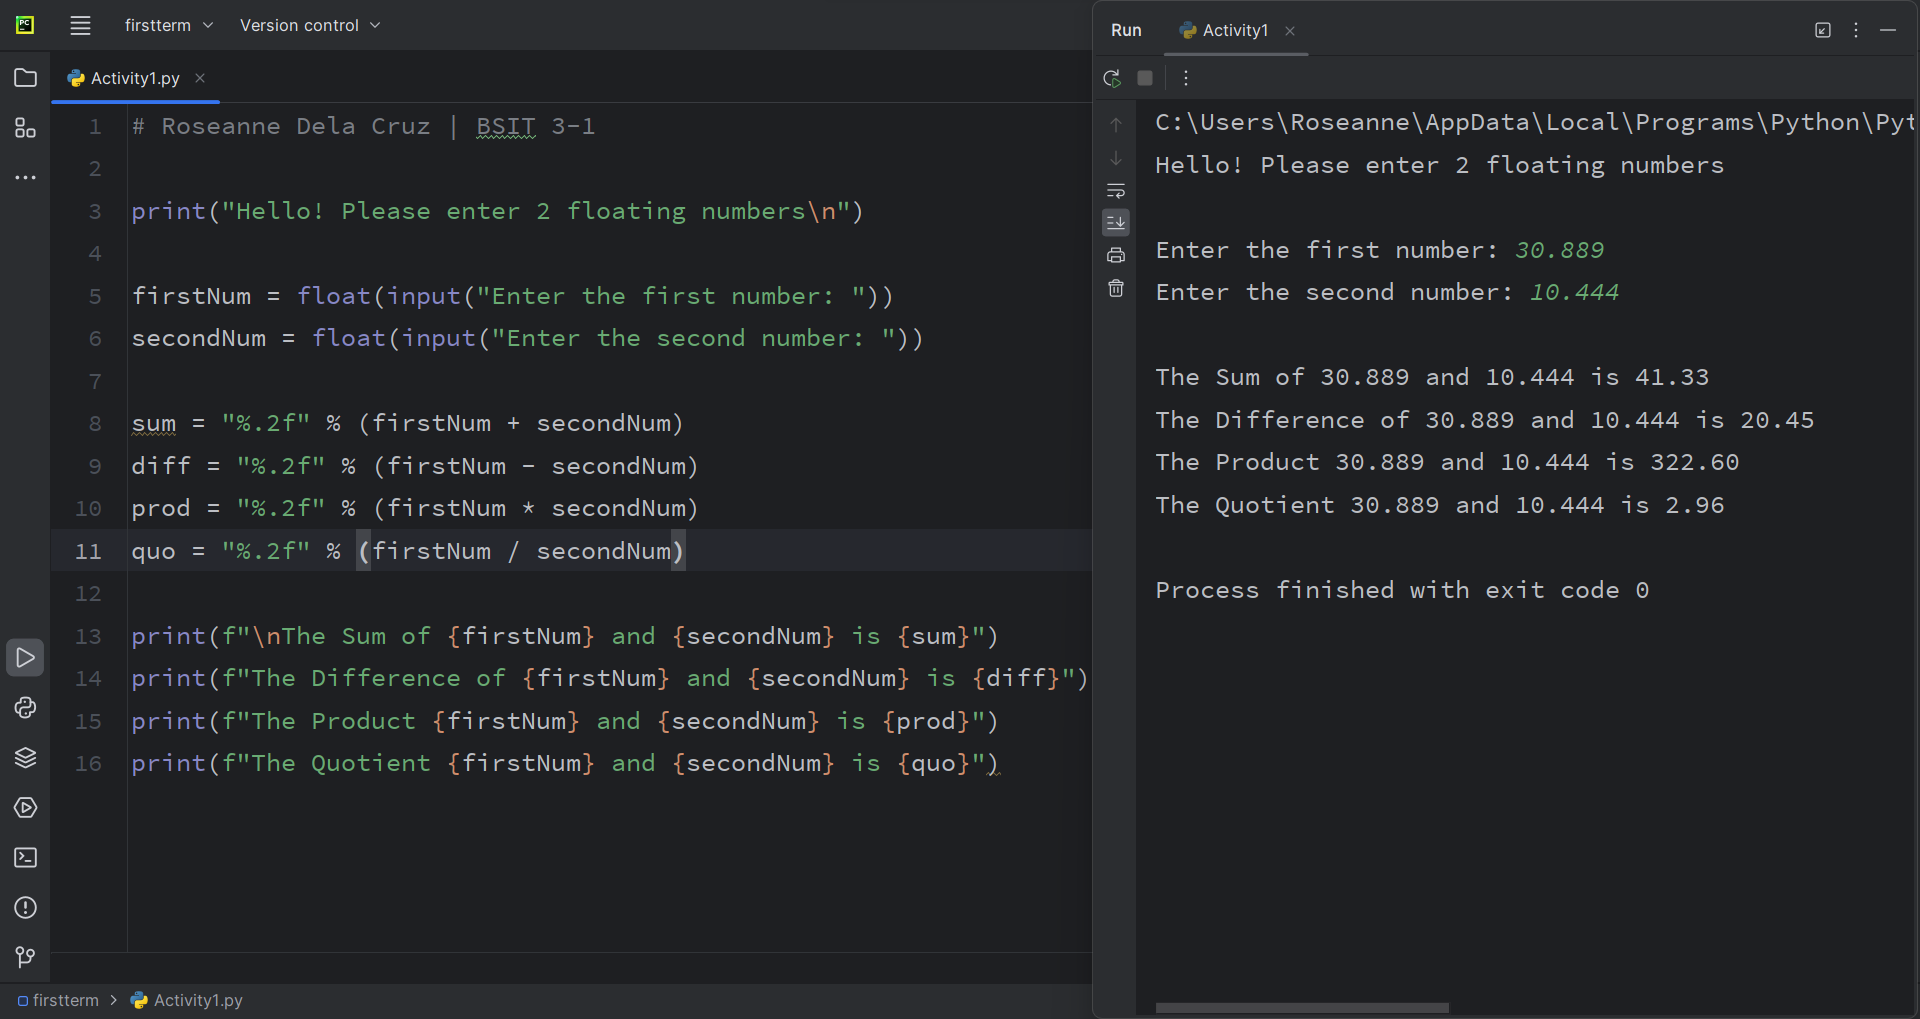 PC
firstterm
Version control
Activity1.py
1 # Roseanne Dela Cruz | BSIT 3-1
2
3 print("Hello! Please enter 2 floating numbers\n")
4
5 firstNum = float(input("Enter the first number: "))
6 secondNum = float(input("Enter the second number: "))
7
8 sum = "%.2f" % (firstNum + secondNum)
9 diff = "%.2f" % (firstNum - secondNum)
10 prod = "%.2f" % (firstNum * secondNum)
11 quo = "%.2f" % (firstNum / secondNum)
12
13 print(f"\nThe Sum of {firstNum} and {secondNum} is {sum}")
14 print(f"The Difference of {firstNum} and {secondNum} is {diff}")
15 print(f"The Product {firstNum} and {secondNum} is {prod}")
16 print(f"The Quotient {firstNum} and {secondNum} is {quo}")
firstterm > Activity1.py
Run Activity1
C:\Users\Roseanne\AppData\Local\Programs\Python\Pyt
Hello! Please enter 2 floating numbers
Enter the first number: 30.889
Enter the second number: 10.444
The Sum of 30.889 and 10.444 is 41.33
The Difference of 30.889 and 10.444 is 20.45
The Product 30.889 and 10.444 is 322.60
The Quotient 30.889 and 10.444 is 2.96
Process finished with exit code 0